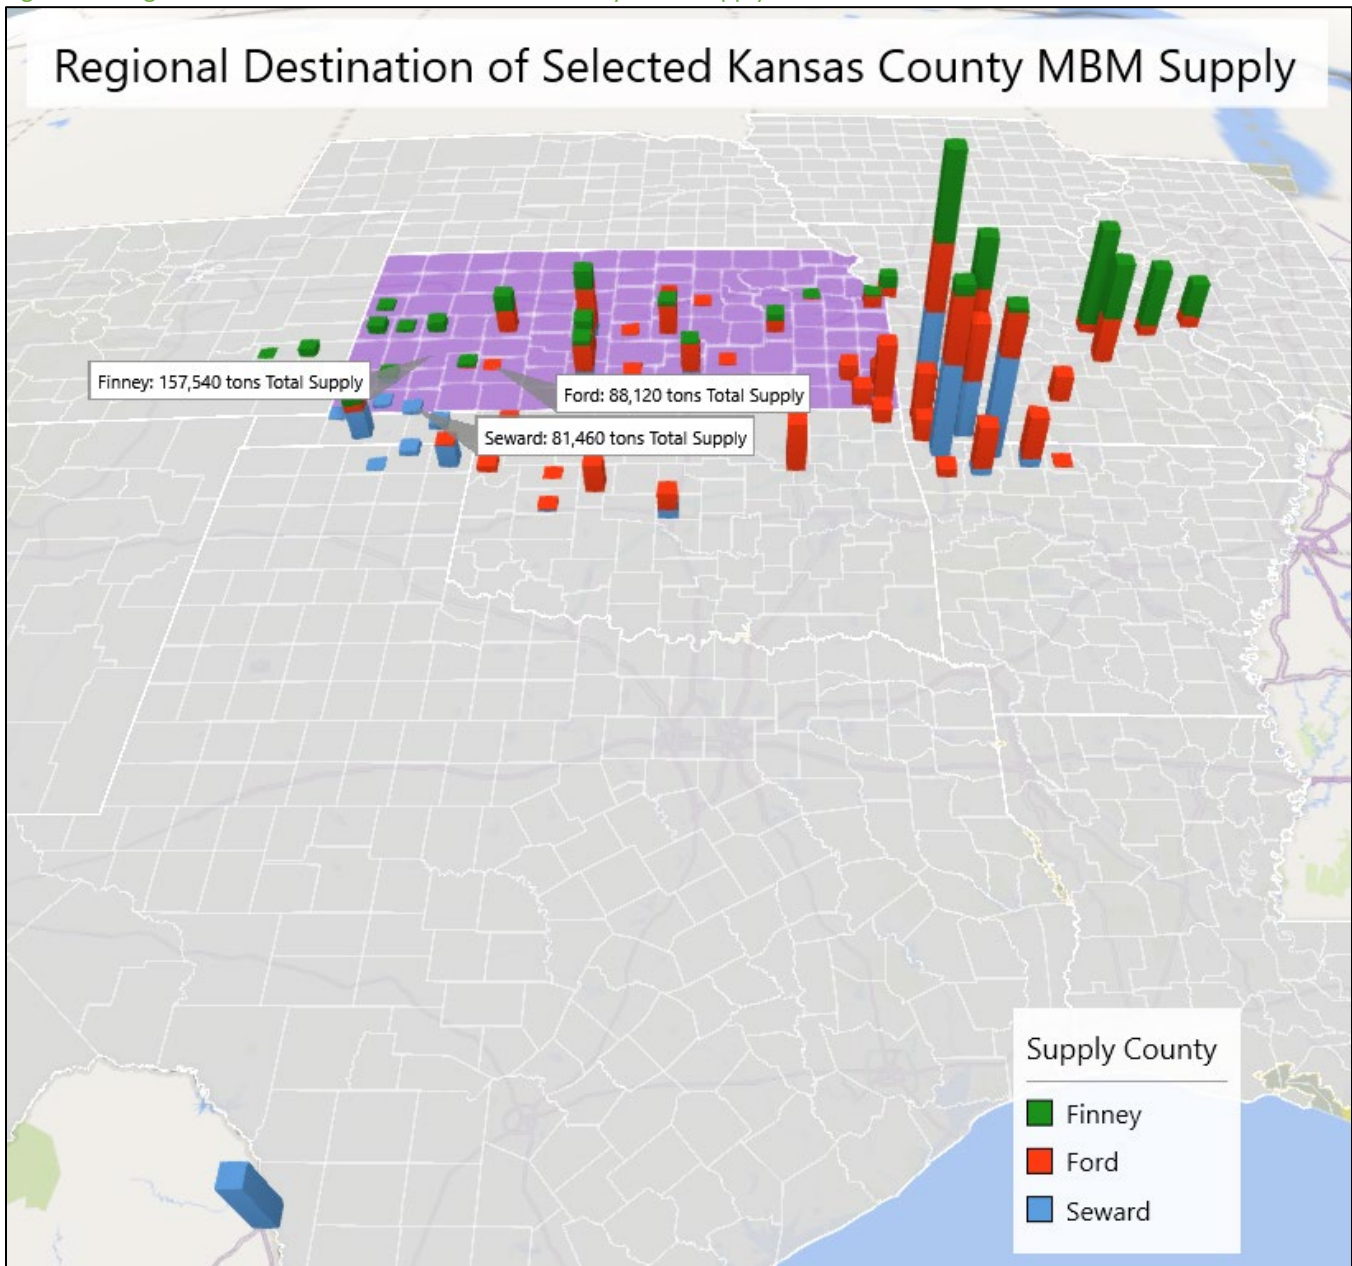 Regional Destination of Selected Kansas County MBM Supply
Finney: 157,540 tons Total Supply
Ford: 88,120 tons Total Supply
Seward: 81,460 tons Total Supply
Supply County
Finney
Ford
Seward